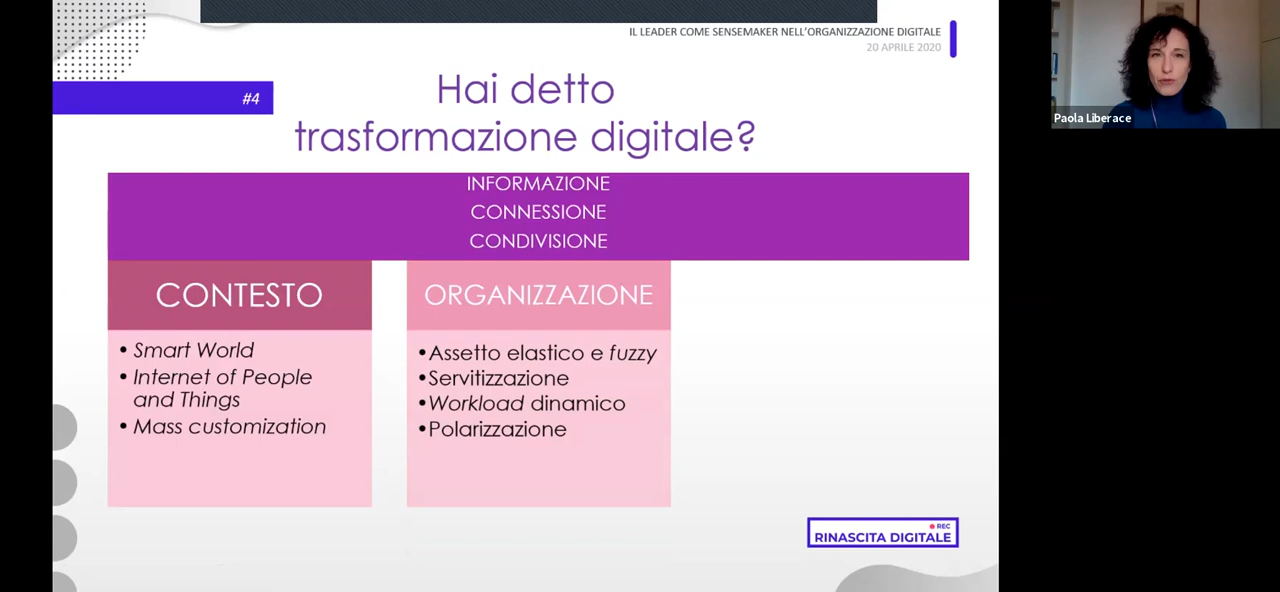 IL LEADER COME SENSEMAKER NELL'ORGANIZZAZIONE DIGITALE
20 APRILE 2020
#4
Hai detto
trasformazione digitale?
INFORMAZIONE
CONNESSIONE
CONDIVISIONE
CONTESTO
• Smart World
• Internet of People
and Things
• Mass customization
ORGANIZZAZIONE
•Assetto elastico e fuzzy
•Servitizzazione
•Workload dinamico
•Polarizzazione
REC
RINASCITA DIGITALE
Paola Liberace